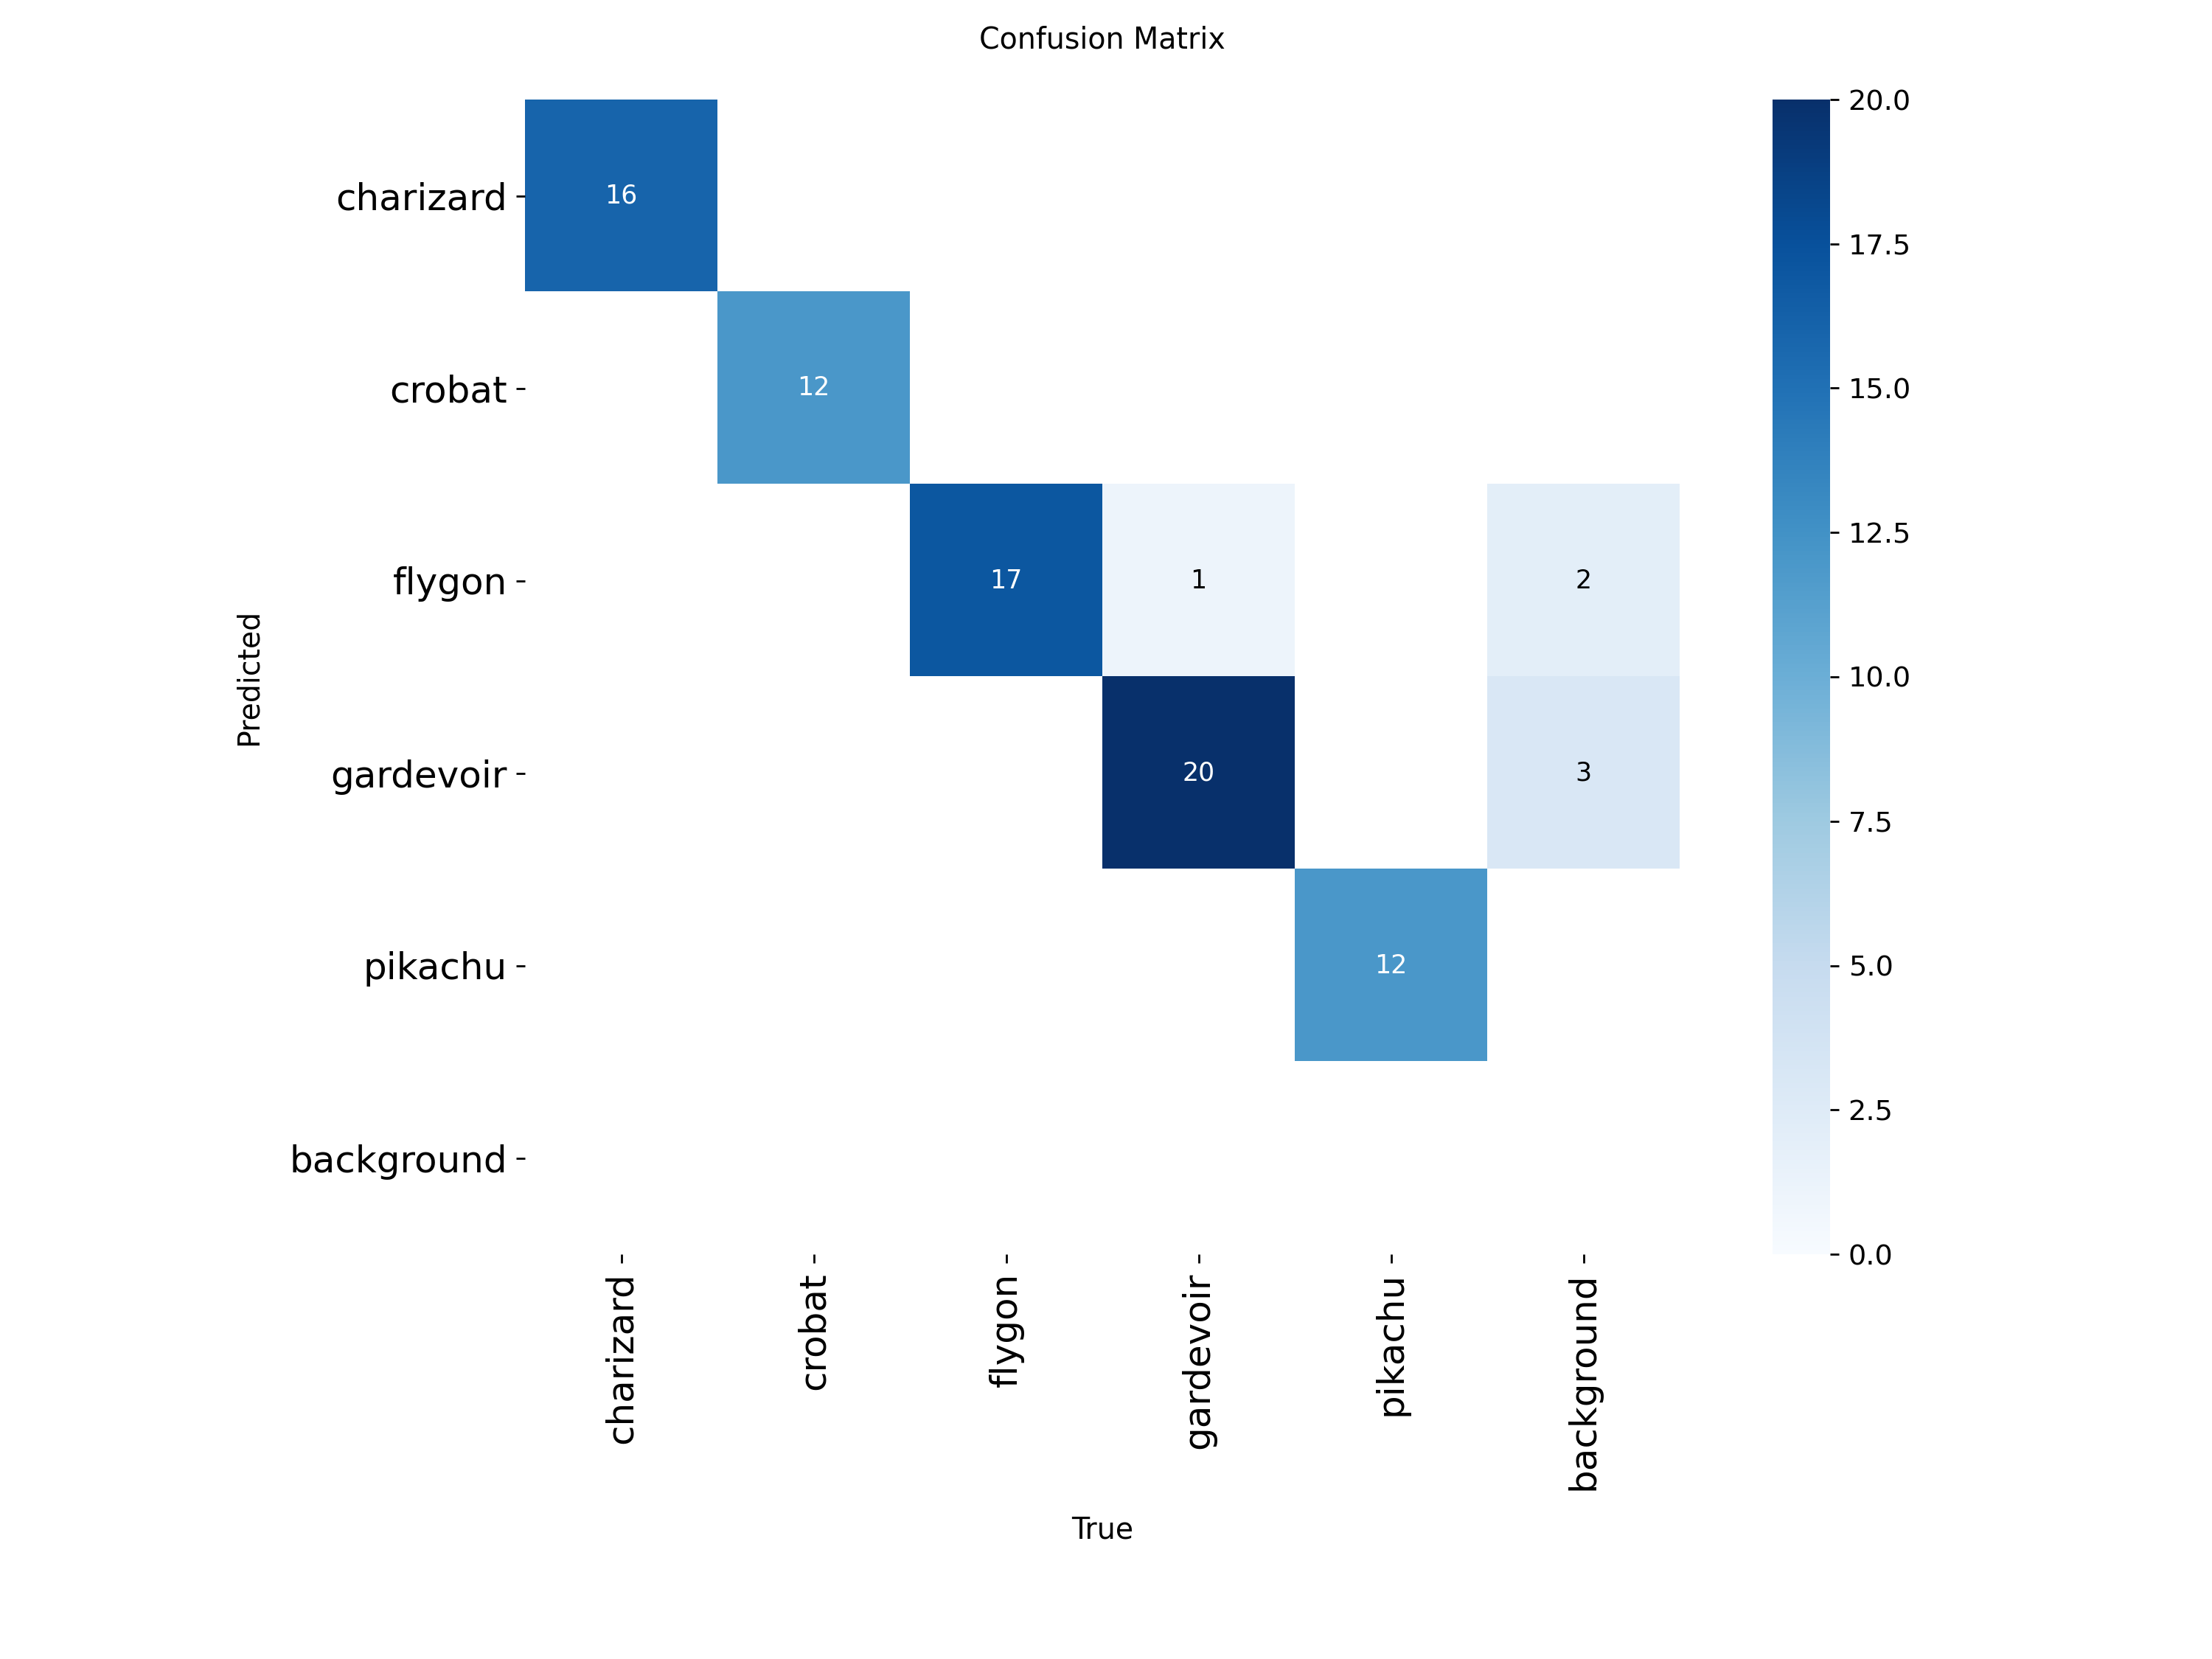 Confusion Matrix
charizard
crobat
flygon
gardevoir
pikachu
background
Predicted
16
12
17 1 2
20 3
12
charizard
crobat
flygon
gardevoir
pikachu
background
True
20.0
17.5
15.0
12.5
10.0
7.5
5.0
2.5
0.0